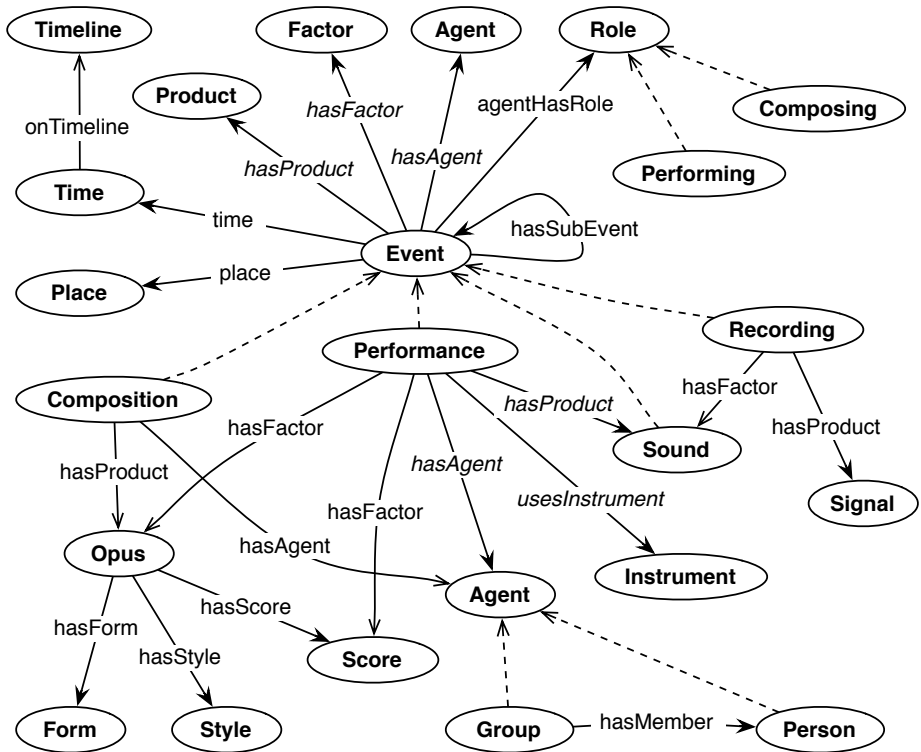 Timeline
Factor
Agent
Role
Product
Composing
hasFactor
agentHasRole
onTimeline
hasProduct
hasAgent
Performing
Time
time
hasSubEvent
Event
place
Place
Recording
Performance
Composition
hasFactor
hasProduct
hasFactor
hasProduct
Sound
hasProduct
hasAgent
usesInstrument
Signal
hasFactor
hasAgent
Opus
Instrument
Agent
hasScore
hasForm
hasStyle
Score
Form
Style
Group
hasMember
Person